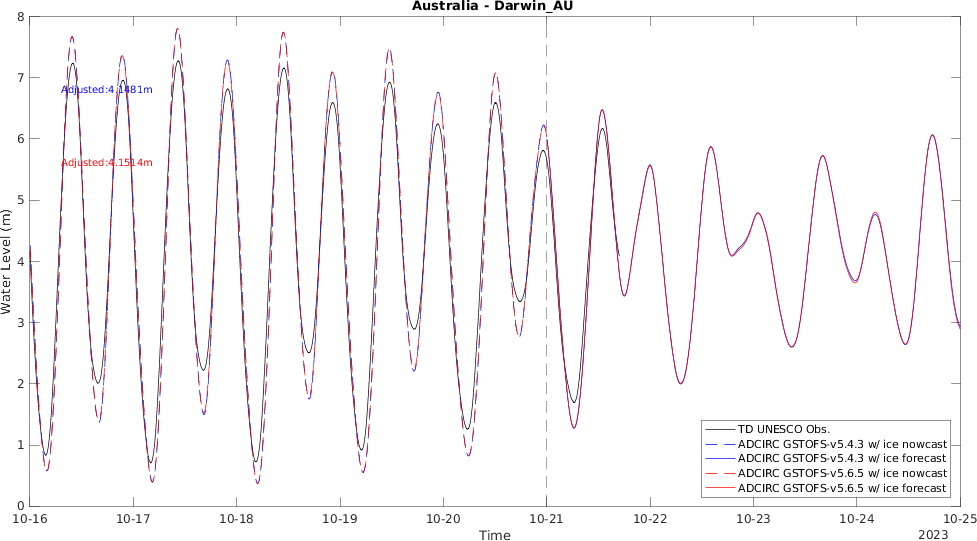 Australia - Darwin_AU
8
7
6
5
4
3
2
1
0
Water Level (m)
Adjusted:4.1481m
Adjusted:4.1514m
TD UNESCO Obs.
ADCIRC GSTOFS-v5.4.3 w/ ice nowcast
ADCIRC GSTOFS-v5.4.3 w/ ice forecast
ADCIRC GSTOFS-v5.6.5 w/ ice nowcast
ADCIRC GSTOFS-v5.6.5 w/ ice forecast
10-16 10-17 10-18 10-19 10-20 10-21 10-22 10-23 10-24 10-25
Time
2023